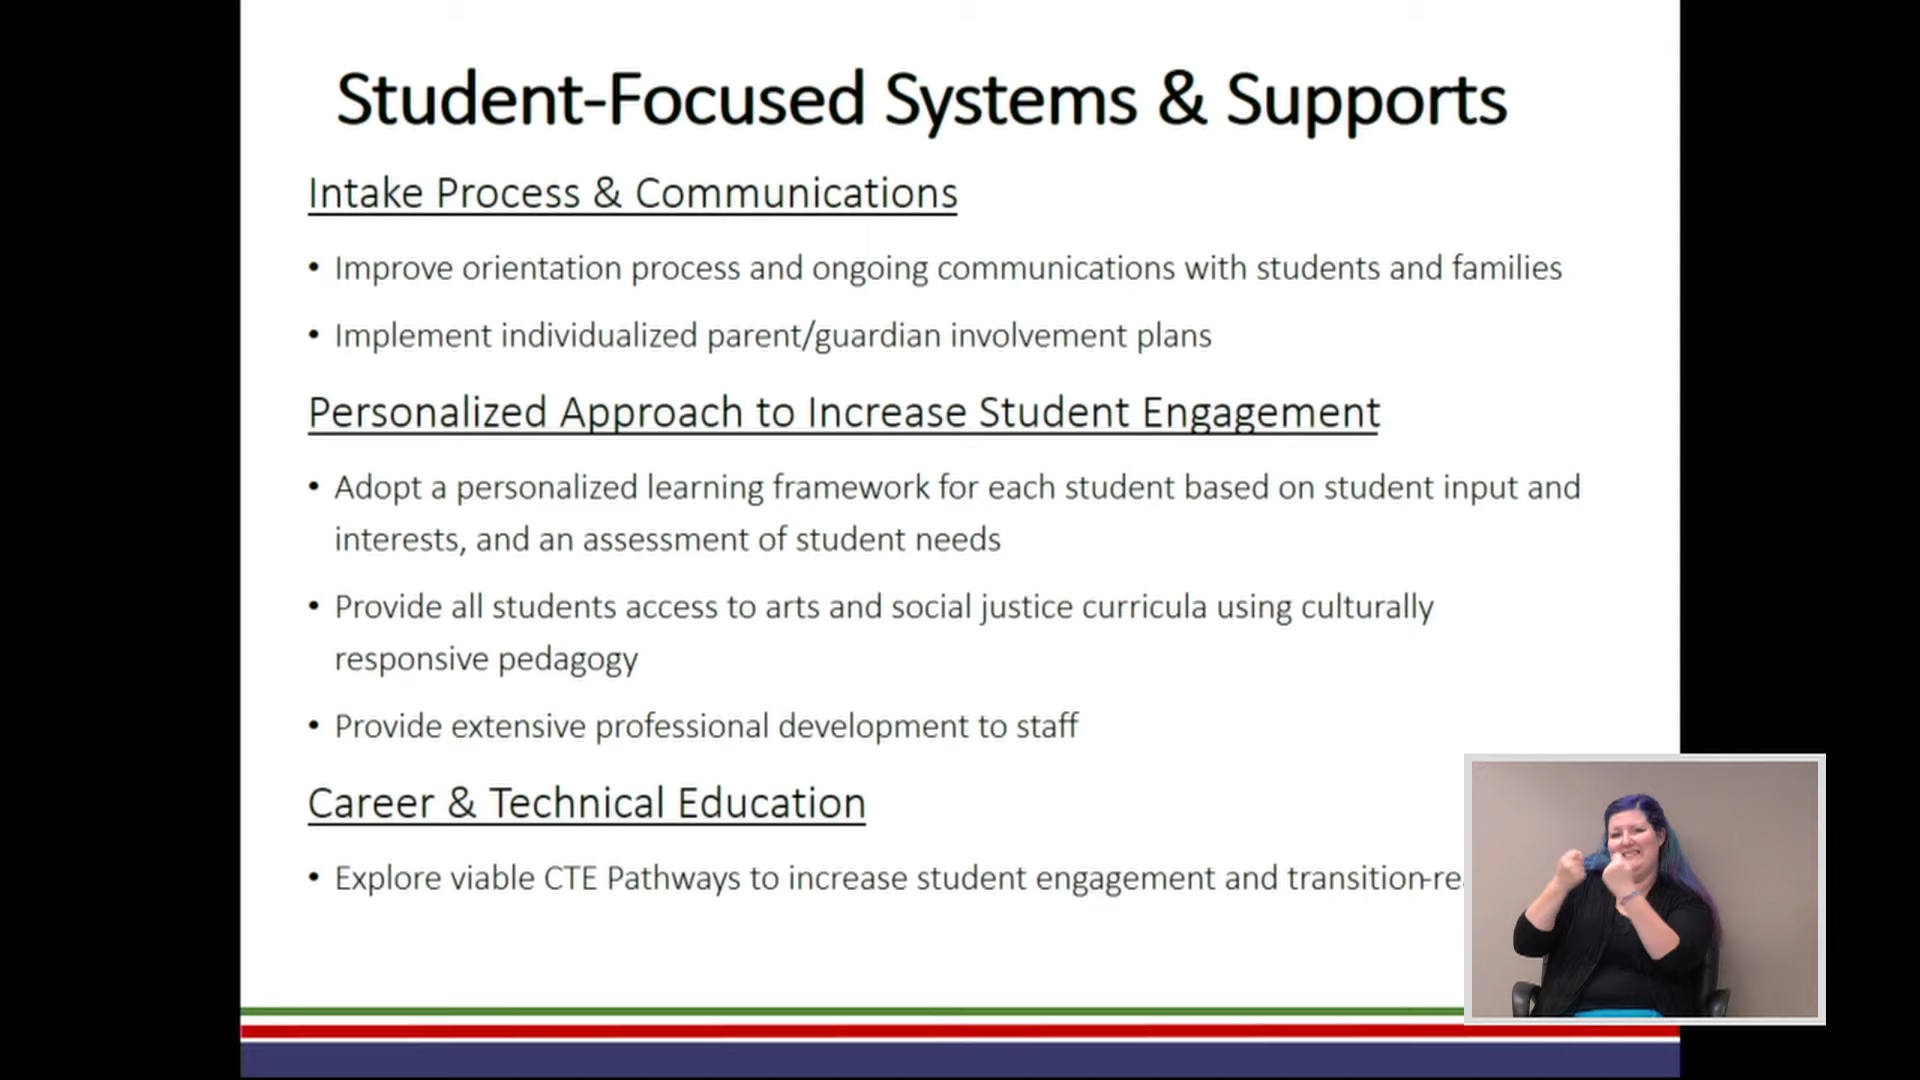 Student-Focused Systems & Supports
Intake Process & Communications
• Improve orientation process and ongoing communications with students and families
• Implement individualized parent/guardian involvement plans
Personalized Approach to Increase Student Engagement
• Adopt a personalized learning framework for each student based on student input and
interests, and an assessment of student needs
• Provide all students access to arts and social justice curricula using culturally
responsive pedagogy
• Provide extensive professional development to staff
Career & Technical Education
• Explore viable CTE Pathways to increase student engagement and